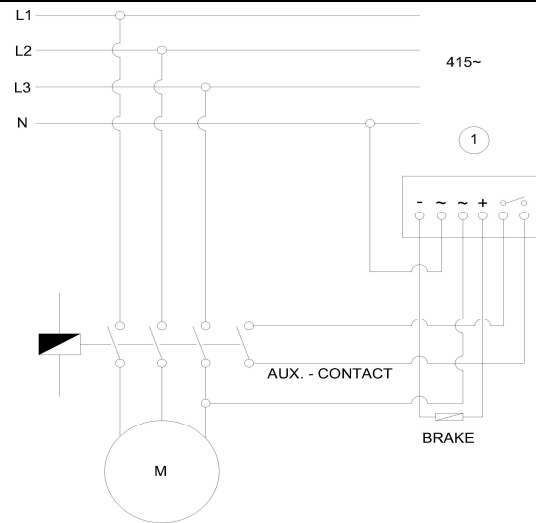 L1
L2
415~
L3
N
1
- ~ ~ +
AUX. - CONTACT
BRAKE
M